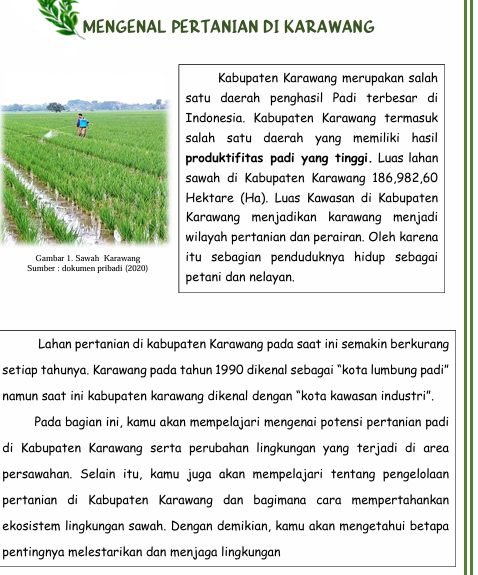 MENGENAL PERTANIAN DI KARAWANG
Kabupaten Karawang merupakan salah
satu daerah penghasil Padi terbesar di
Indonesia. Kabupaten Karawang termasuk
salah satu daerah yang memiliki hasil
produktifitas padi yang tinggi. Luas lahan
sawah di Kabupaten Karawang 186,982,60
Hektare (Ha). Luas Kawasan di Kabupaten
Karawang menjadikan karawang menjadi
wilayah pertanian dan perairan. Oleh karena
itu sebagian penduduknya hidup sebagai
petani dan nelayan.
Gambar 1. Sawah Karawang
Sumber : dokumen pribadi (2020)
Lahan pertanian di kabupaten Karawang pada saat ini semakin berkurang
setiap tahunya. Karawang pada tahun 1990 dikenal sebagai “kota lumbung padi”
namun saat ini kabupaten karawang dikenal dengan “kota kawasan industri”.
Pada bagian ini, kamu akan mempelajari mengenai potensi pertanian padi
di Kabupaten Karawang serta perubahan lingkungan yang terjadi di area
persawahan. Selain itu, kamu juga akan mempelajari tentang pengelolaan
pertanian di Kabupaten Karawang dan bagimana cara mempertahankan
ekosistem lingkungan sawah. Dengan demikian, kamu akan mengetahui betapa
pentingnya melestarikan dan menjaga lingkungan